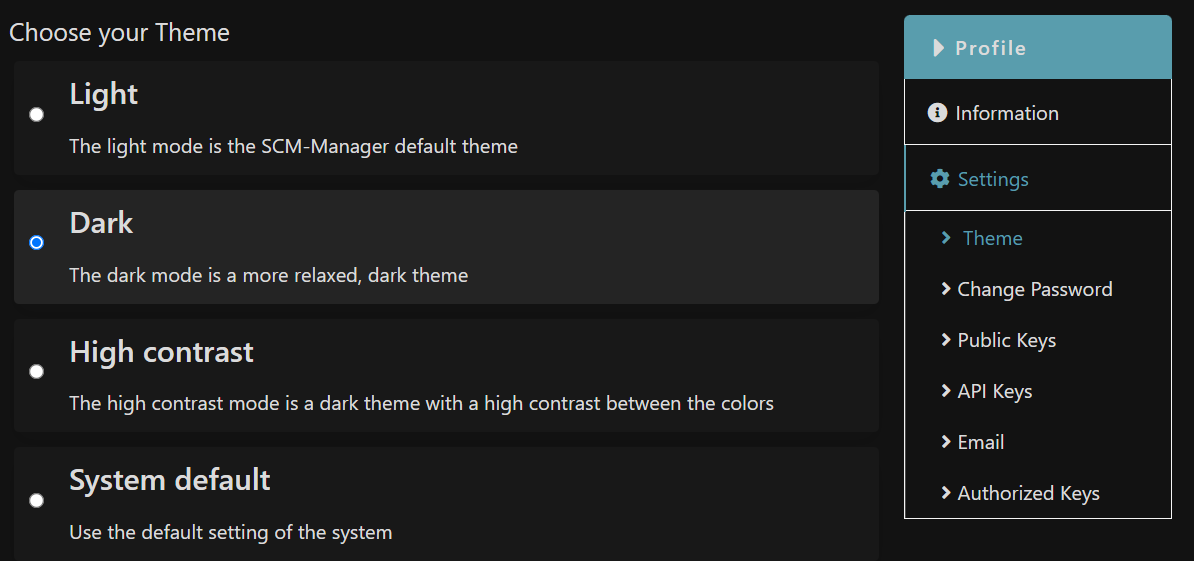 Choose your Theme
Light
The light mode is the SCM-Manager default theme
Dark
The dark mode is a more relaxed, dark theme
High contrast
The high contrast mode is a dark theme with a high contrast between the colors
System default
Use the default setting of the system
Profile
Information
Settings
Theme
Change Password
Public Keys
API Keys
Email
Authorized Keys